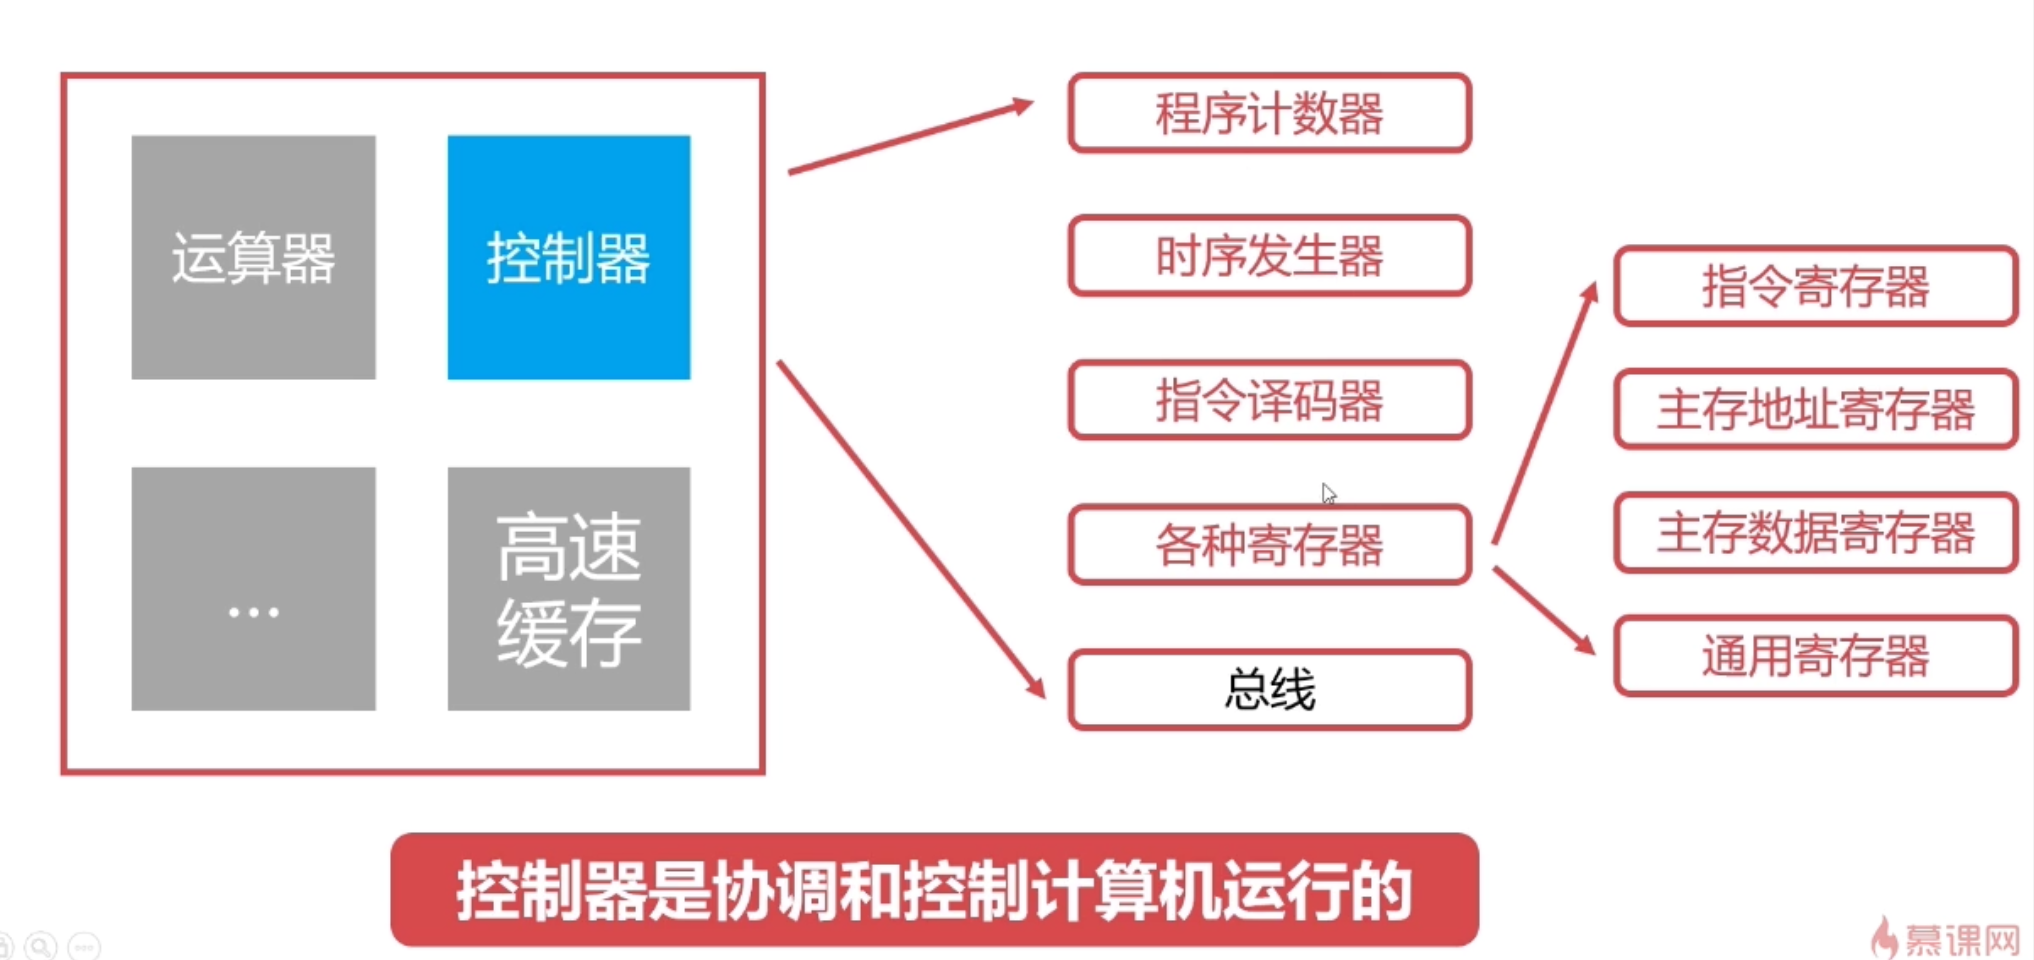 运算器
控制器
...
高速
缓存
程序计数器
时序发生器
指令译码器
各种寄存器
总线
指令寄存器
主存地址寄存器
主存数据寄存器
通用寄存器
控制器是协调和控制计算机运行的
慕课网